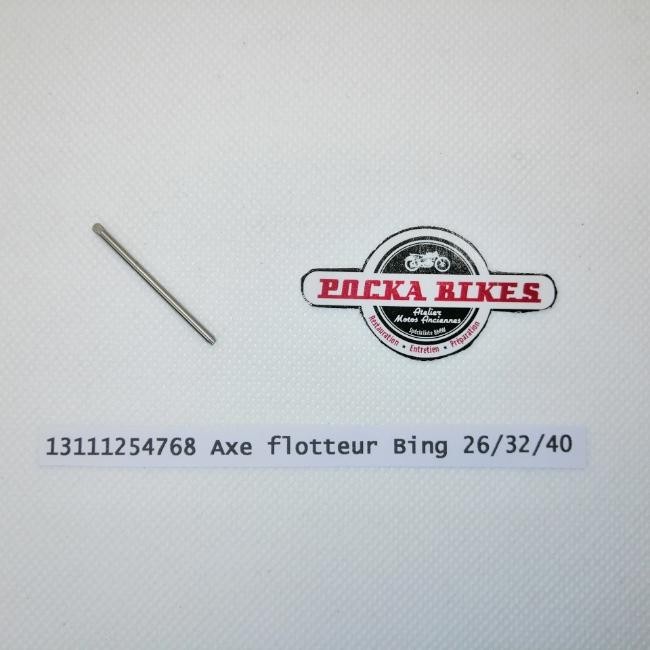 POCKA BIKES
Atelier
Motos Anciennes
Spécialiste BMW
Restauration • Entretien • Préparation
13111254768 Axe flotteur Bing 26/32/40